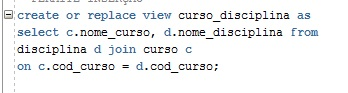 create or replace view curso_disciplina as
select c.nome_curso, d.nome_disciplina from
disciplina d join curso c
on c.cod_curso = d.cod_curso;